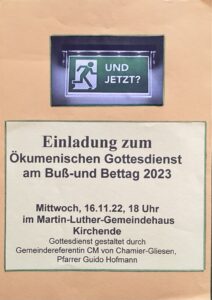 UND
JETZT?
Einladung zum
Ökumenischen Gottesdienst
am Buß-und Bettag 2023
Mittwoch, 16.11.22, 18 Uhr
im Martin-Luther-Gemeindehaus
Kirchende
Gottesdienst gestaltet durch
Gemeindereferentin CM von Chamier-Gliesen,
Pfarrer Guido Hofmann